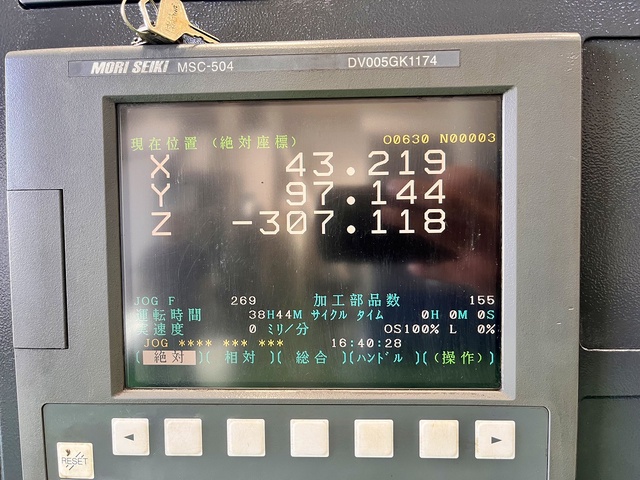 MORI SEIKI MSC-504 DV005GK1174
現在位置 (絶対座標) O0630 N00003
X 43.219
Y 97.144
Z -307.118
JOG F 269 加工部品数 155
運転時間 38H44M サイクル タイム 0H 0M 0S
実速度 0 ミリ/分 OS100% L 0%
JOG **** *** *** 16:40:28
( 絶対 )( 相対 )( 総合 )(ハンドル )( (操作) )
RESET